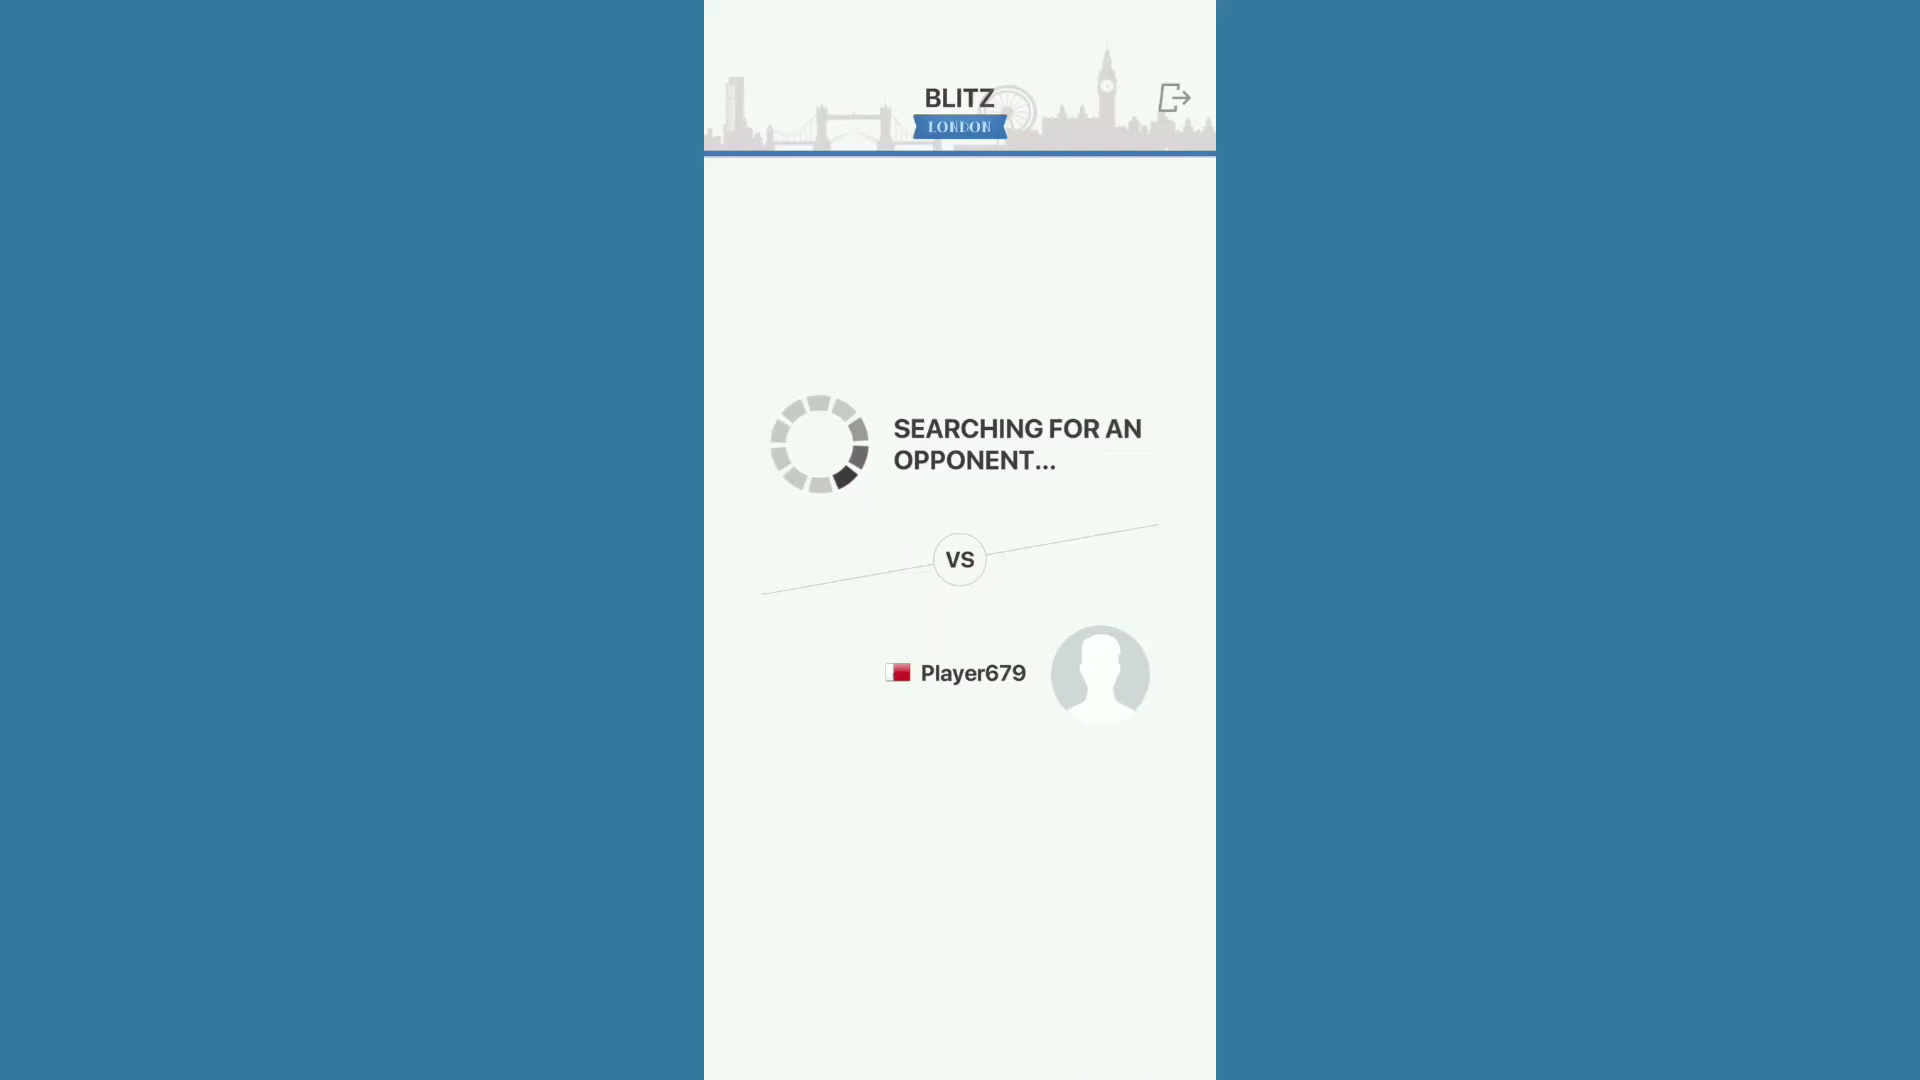 BLITZ
LONDON
SEARCHING FOR AN
OPPONENT...
VS
Player679